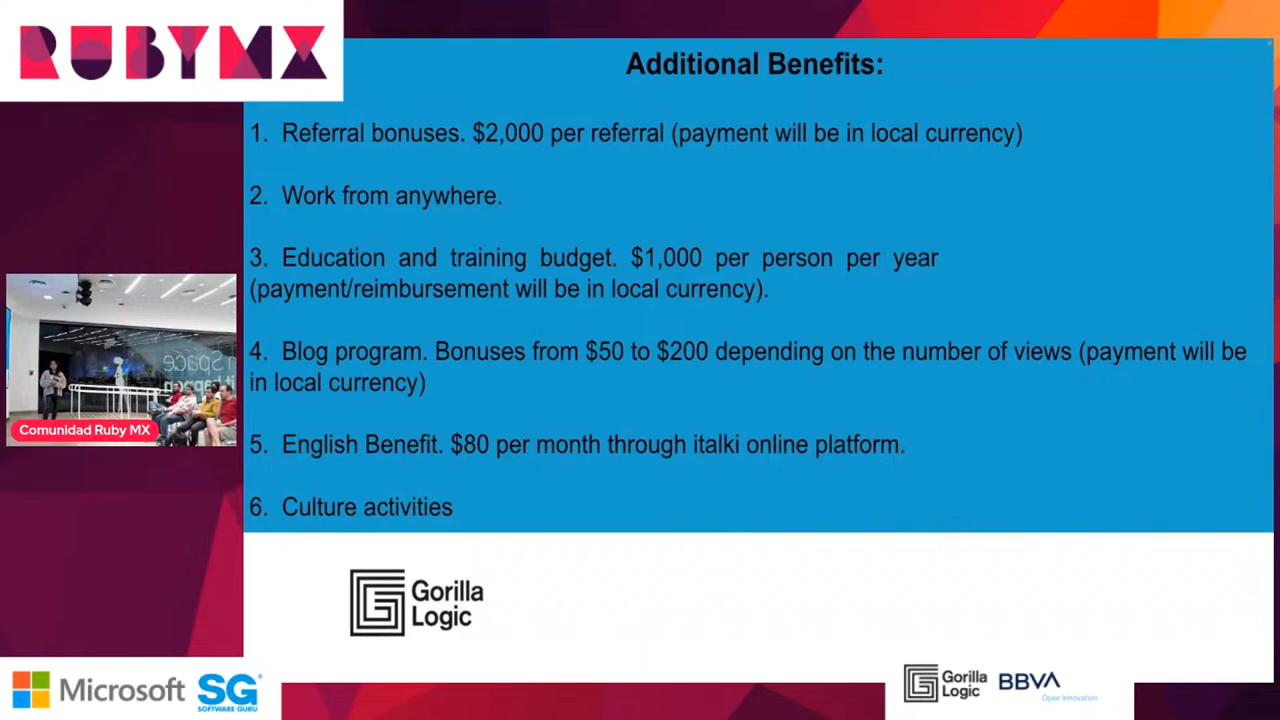 RUBYMX
Additional Benefits:
1. Referral bonuses. $2,000 per referral (payment will be in local currency)
2. Work from anywhere.
3. Education and training budget. $1,000 per person per year
(payment/reimbursement will be in local currency).
4. Blog program. Bonuses from $50 to $200 depending on the number of views (payment will be
in local currency)
5. English Benefit. $80 per month through italki online platform.
6. Culture activities
Comunidad Ruby MX
Gorilla
Logic
Microsoft
SG
SOFTWARE GURU
Gorilla
Logic
BBVA
Open Innovation